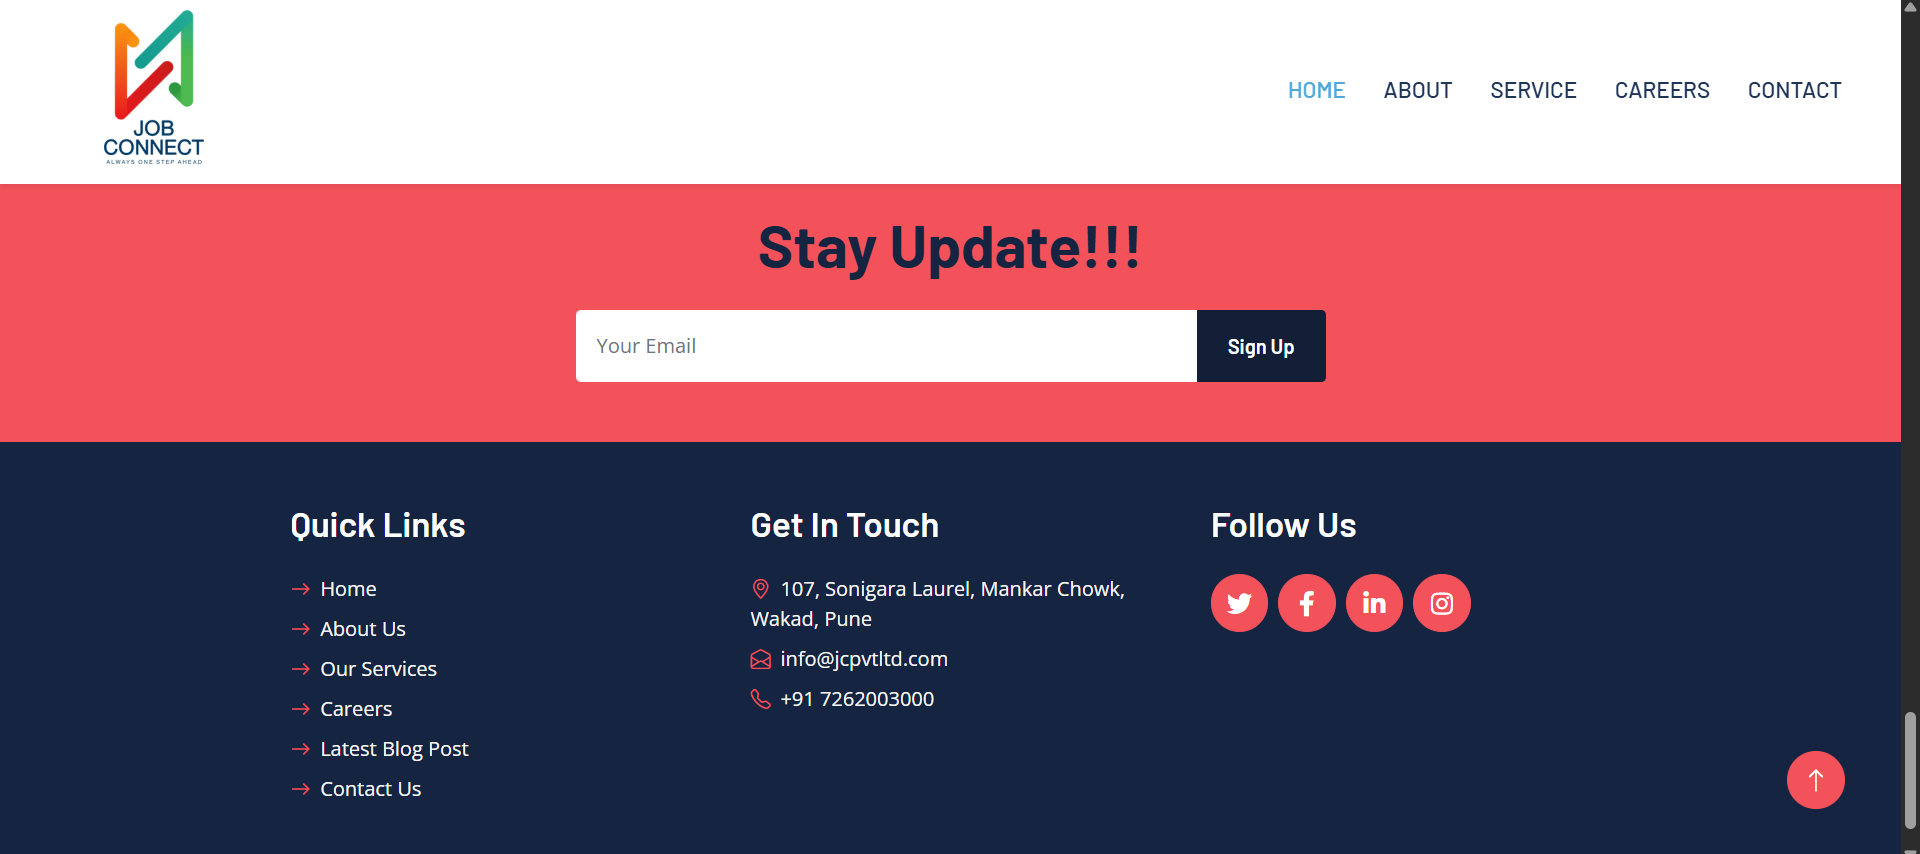 JOB
CONNECT
ALWAYS ONE STEP AHEAD
HOME ABOUT SERVICE CAREERS CONTACT
Stay Update!!!
Your Email
Sign Up
Quick Links
Home
About Us
Our Services
Careers
Latest Blog Post
Contact Us
Get In Touch
107, Sonigara Laurel, Mankar Chowk,
Wakad, Pune
info@jcpvtltd.com
+91 7262003000
Follow Us